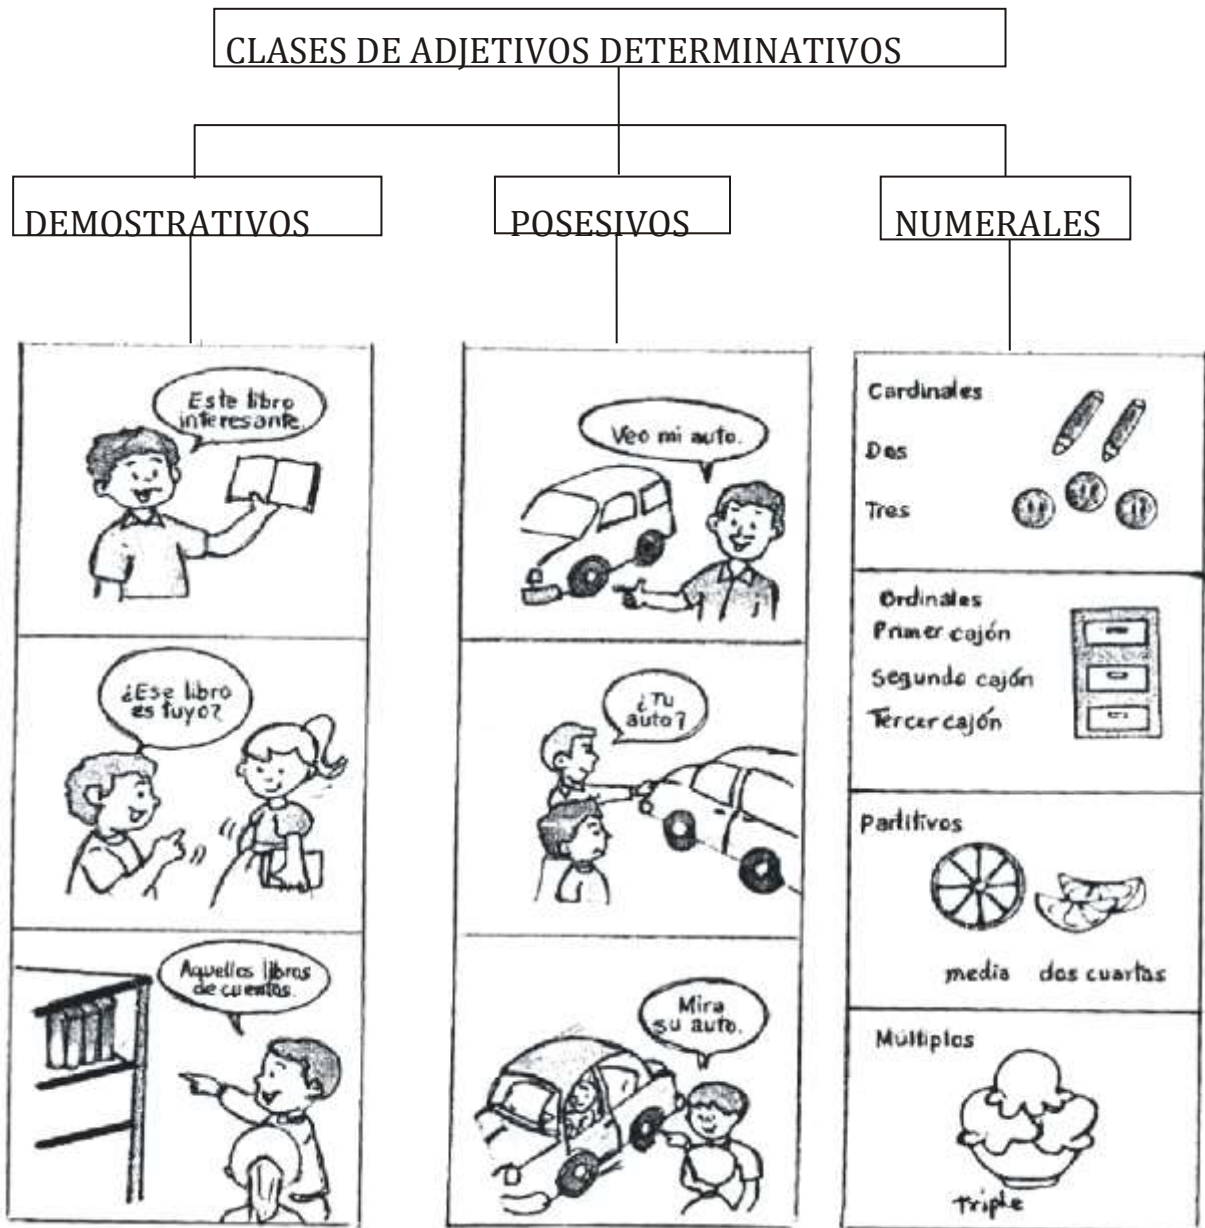 CLASES DE ADJETIVOS DETERMINATIVOS
DEMOSTRATIVOS
POSESIVOS
NUMERALES
Este libro
interesante.
¿Ese libro
es tuyo?
Aquellos libros
de cuentos.
Veo mi auto.
¿Tu
auto?
Mira
su auto.
Cardinales
Dos
Tres
Ordinales
Primer cajón
Segundo cajón
Tercer cajón
Partitivos
media dos cuartas
Múltiplos
triple